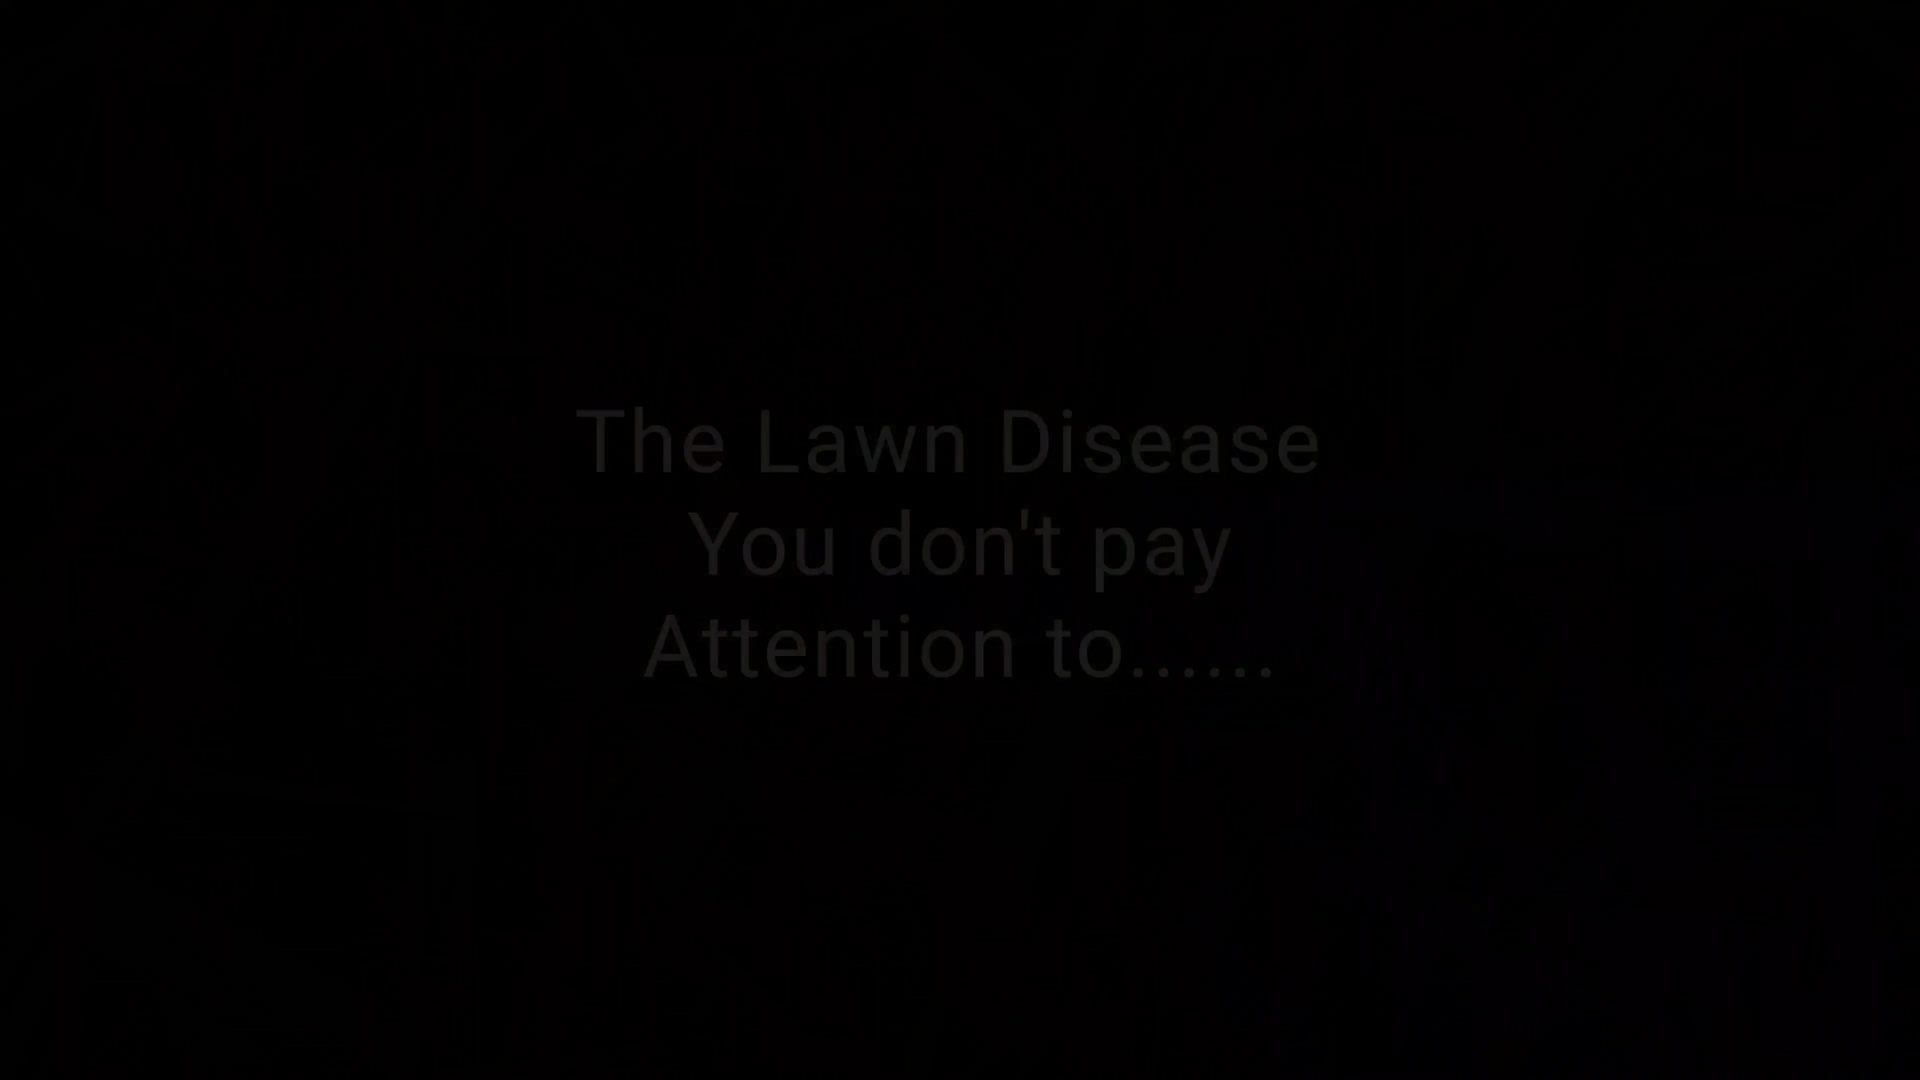 The Lawn Disease
You don't pay
Attention to......